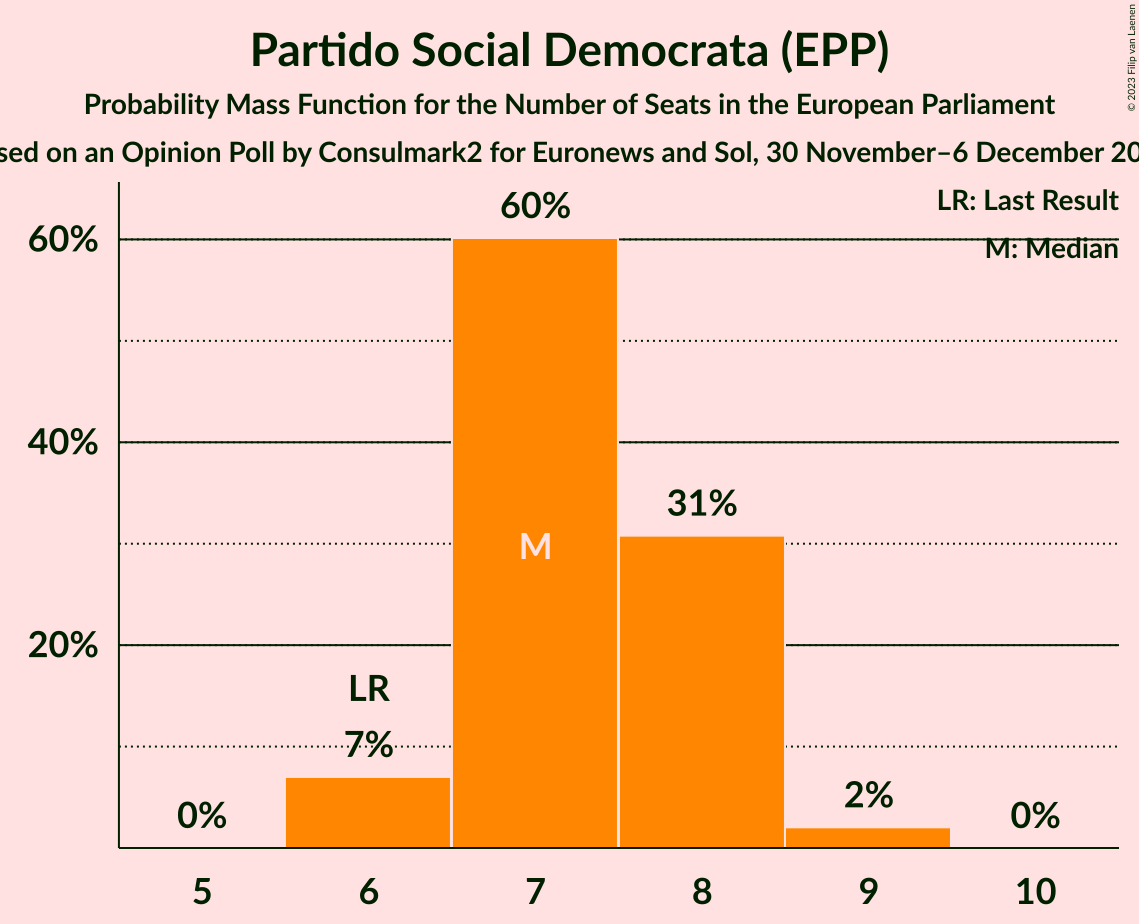 Partido Social Democrata (EPP)
Probability Mass Function for the Number of Seats in the European Parliament
sed on an Opinion Poll by Consulmark2 for Euronews and Sol, 30 November–6 December 20
© 2023 Filip van Laenen
LR: Last Result
M: Median
60%
40%
20%
0%
LR
7%
60%
M
31%
2%
0%
5 6 7 8 9 10